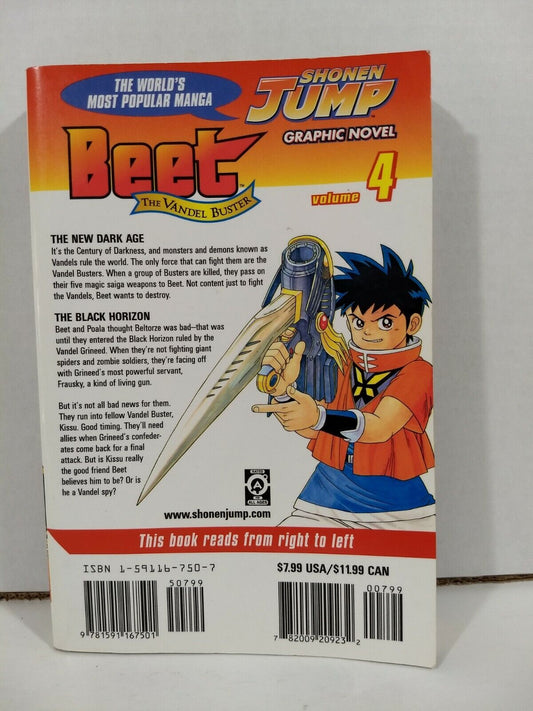 THE WORLD'S
MOST POPULAR MANGA
SHONEN
JUMP™
GRAPHIC NOVEL
Beet™
THE VANDEL BUSTER
volume 4
THE NEW DARK AGE
It's the Century of Darkness, and monsters and demons known as
Vandels rule the world. The only force that can fight them are the
Vandel Busters. When a group of Busters are killed, they pass on
their five magic saiga weapons to Beet. Not content just to fight
the Vandels, Beet wants to destroy.
THE BLACK HORIZON
Beet and Poala thought Beltorze was bad–that was
until they entered the Black Horizon ruled by the
Vandel Grineed. When they're not fighting giant
spiders and zombie soldiers, they're facing off
with Grineed's most powerful servant,
Frausky, a kind of living gun.
But it's not all bad news for them.
They run into fellow Vandel Buster,
Kissu. Good timing. They'll need
allies when Grineed's confeder-
ates come back for a final
attack. But is Kissu really
the good friend Beet
believes him to be? Or is
he a Vandel spy?
RATED
A
ALL AGES
www.shonenjump.com
This book reads from right to left
ISBN 1-59116-750-7
50799
9 781591 167501
$7.99 USA/$11.99 CAN
00799
7 82009 20923 2